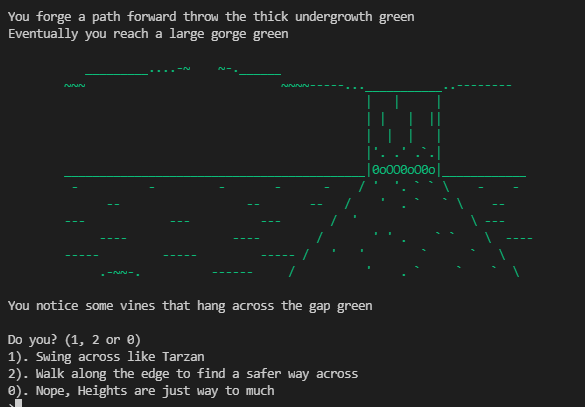 You forge a path forward throw the thick undergrowth green
Eventually you reach a large gorge green
You notice some vines that hang across the gap green
Do you? (1, 2 or 0)
1). Swing across like Tarzan
2). Walk along the edge to find a safer way across
0). Nope, Heights are just way to much
>